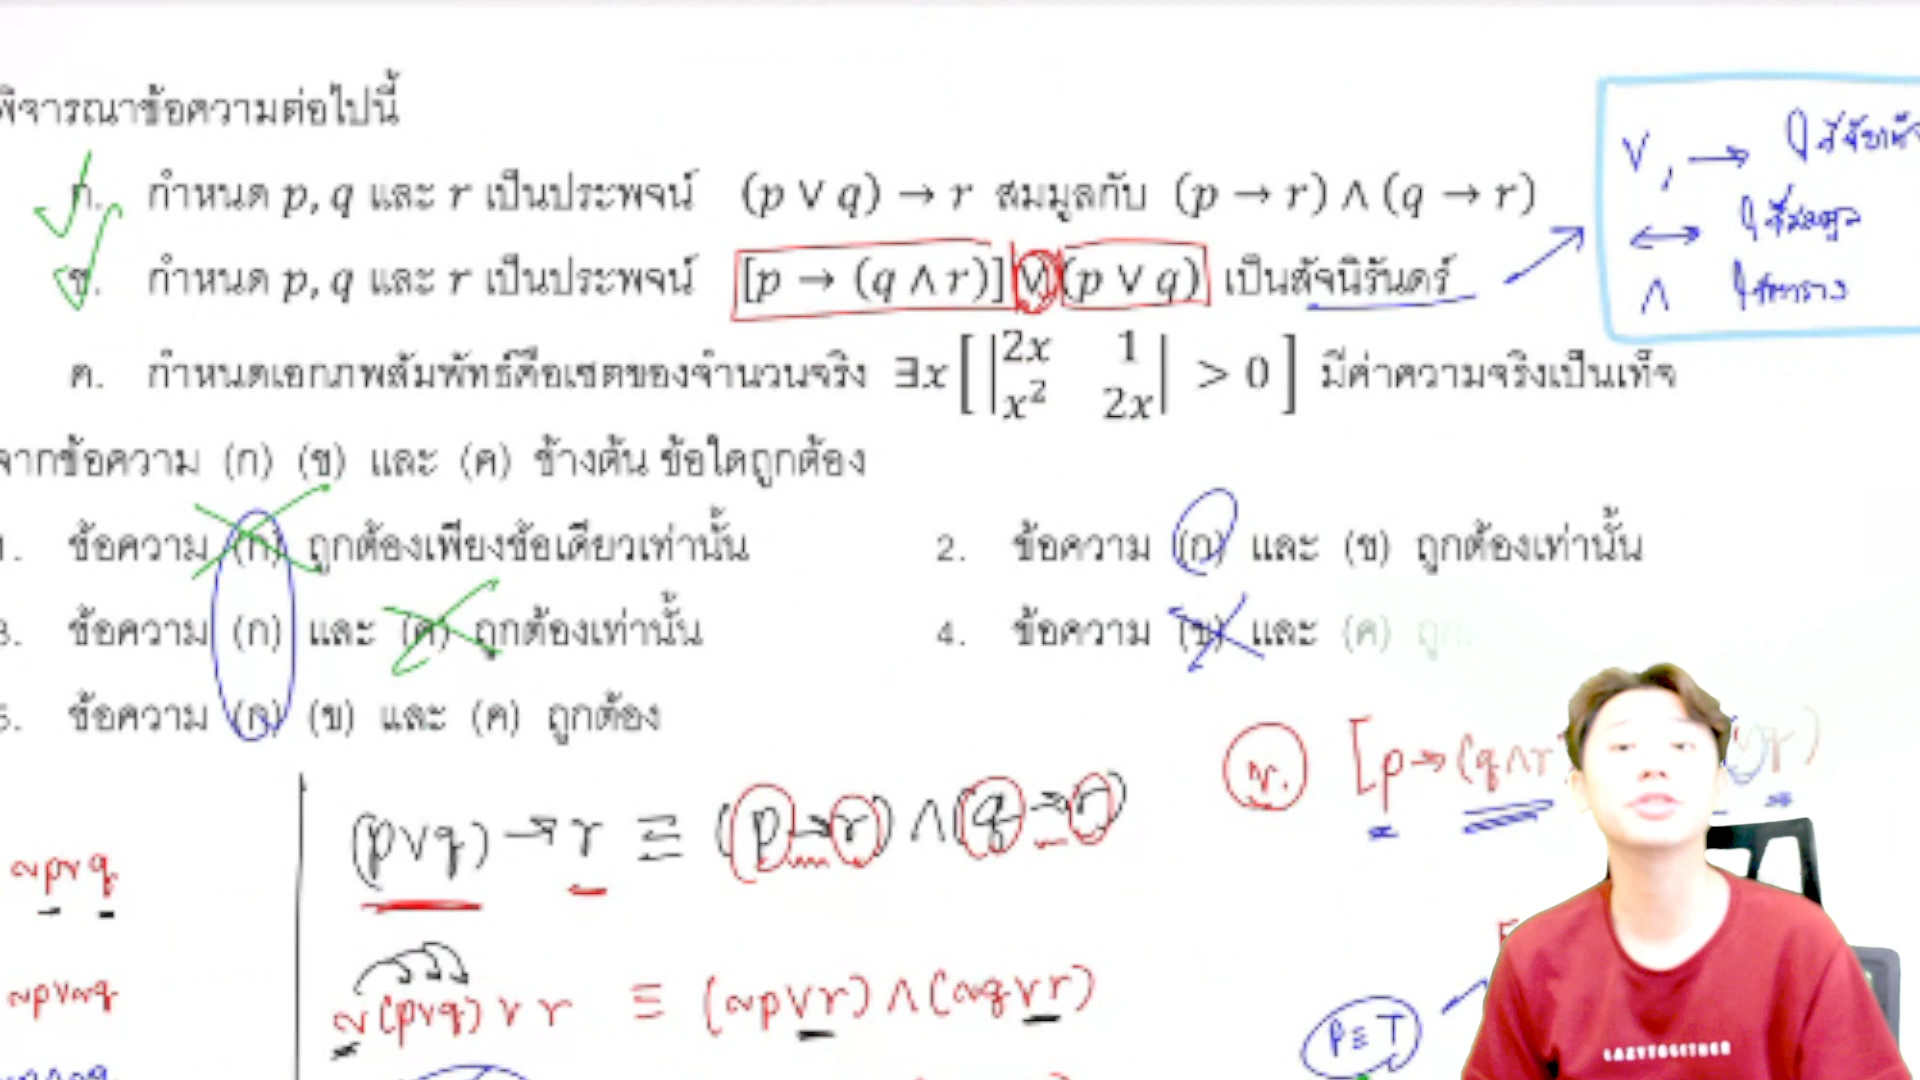 พิจารณาข้อความต่อไปนี้
ก. กำหนด p, q และ r เป็นประพจน์ (p ∨ q) → r สมมูลกับ (p → r) ∧ (q → r)
ข. กำหนด p, q และ r เป็นประพจน์ [p → (q ∧ r)] ∨ (p ∨ q) เป็นสัจนิรันดร์
ค. กำหนดเอกภพสัมพัทธ์คือเซตของจำนวนจริง ∃x [ |2x 1 x² 2x| > 0 ] มีค่าความจริงเป็นเท็จ
∨, →
↔
∧
จากข้อความ (ก) (ข) และ (ค) ข้างต้น ข้อใดถูกต้อง
1. ข้อความ (ก) ถูกต้องเพียงข้อเดียวเท่านั้น
2. ข้อความ (ก) และ (ข) ถูกต้องเท่านั้น
3. ข้อความ (ก) และ (ค) ถูกต้องเท่านั้น
4. ข้อความ (ข) และ (ค) ถูก
5. ข้อความ (ก) (ข) และ (ค) ถูกต้อง
ข. [p → (q∧r) ∨q)
(p∨q) → r ≡ (p → r) ∧ (q → r)
~p∨q
~(p∨q) ∨ r ≡ (~p∨r) ∧ (~q∨r)
~p∨~q
P ≡ T
LAZYTOGETHER